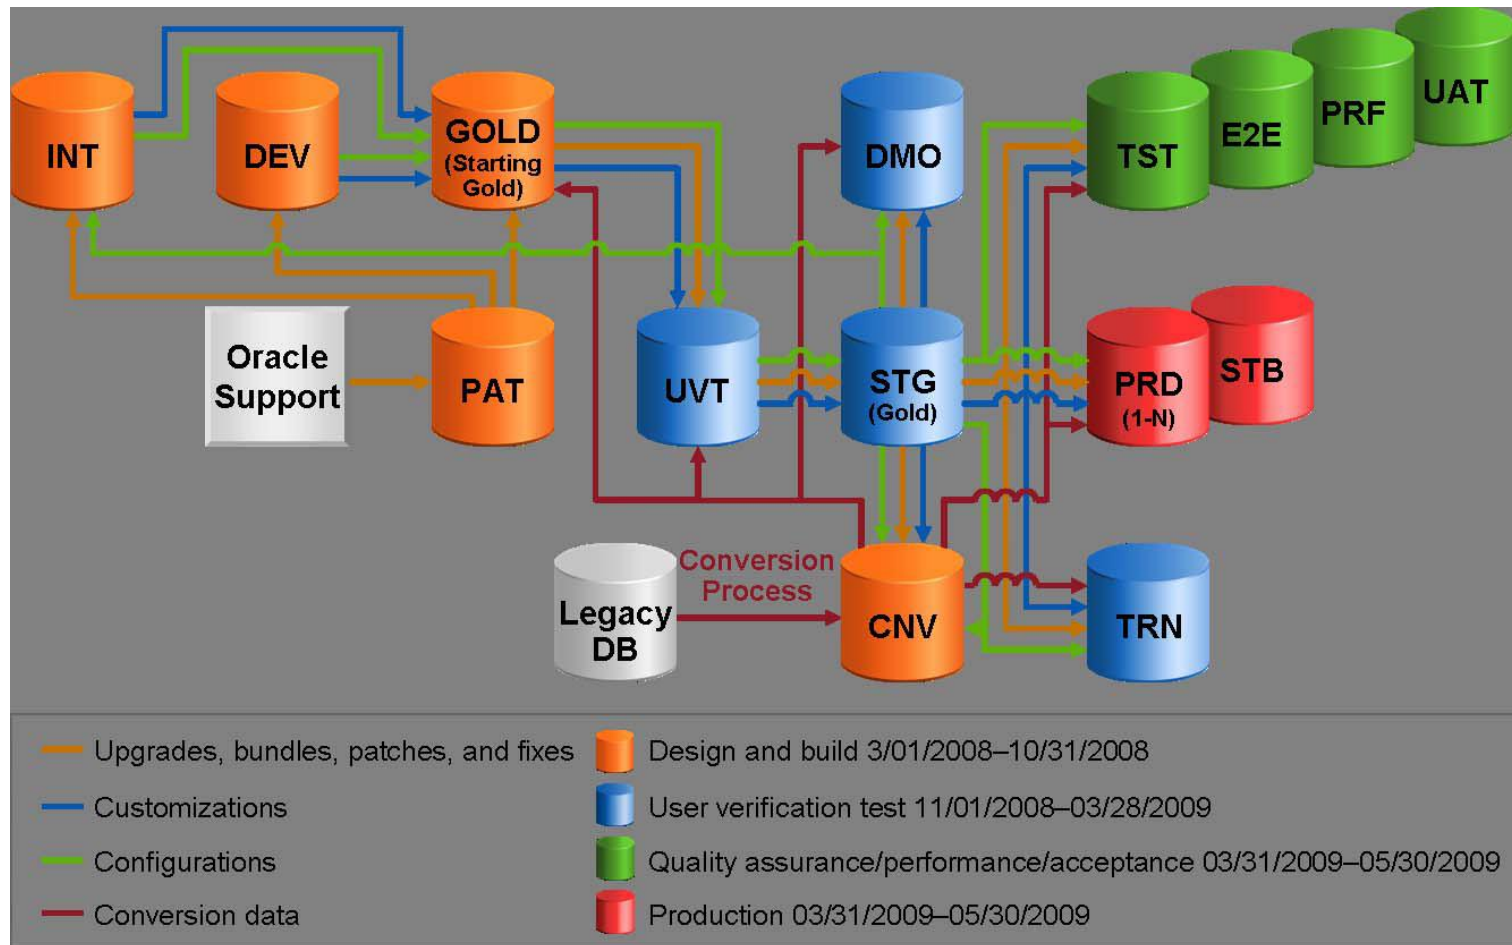 INT
DEV
GOLD
(Starting
Gold)
DMO
TST
E2E
PRF
UAT
Oracle
Support
PAT
UVT
STG
(Gold)
PRD
(1-N)
STB
Conversion
Process
Legacy
DB
CNV
TRN
Upgrades, bundles, patches, and fixes
Customizations
Configurations
Conversion data
Design and build 3/01/2008–10/31/2008
User verification test 11/01/2008–03/28/2009
Quality assurance/performance/acceptance 03/31/2009–05/30/2009
Production 03/31/2009–05/30/2009